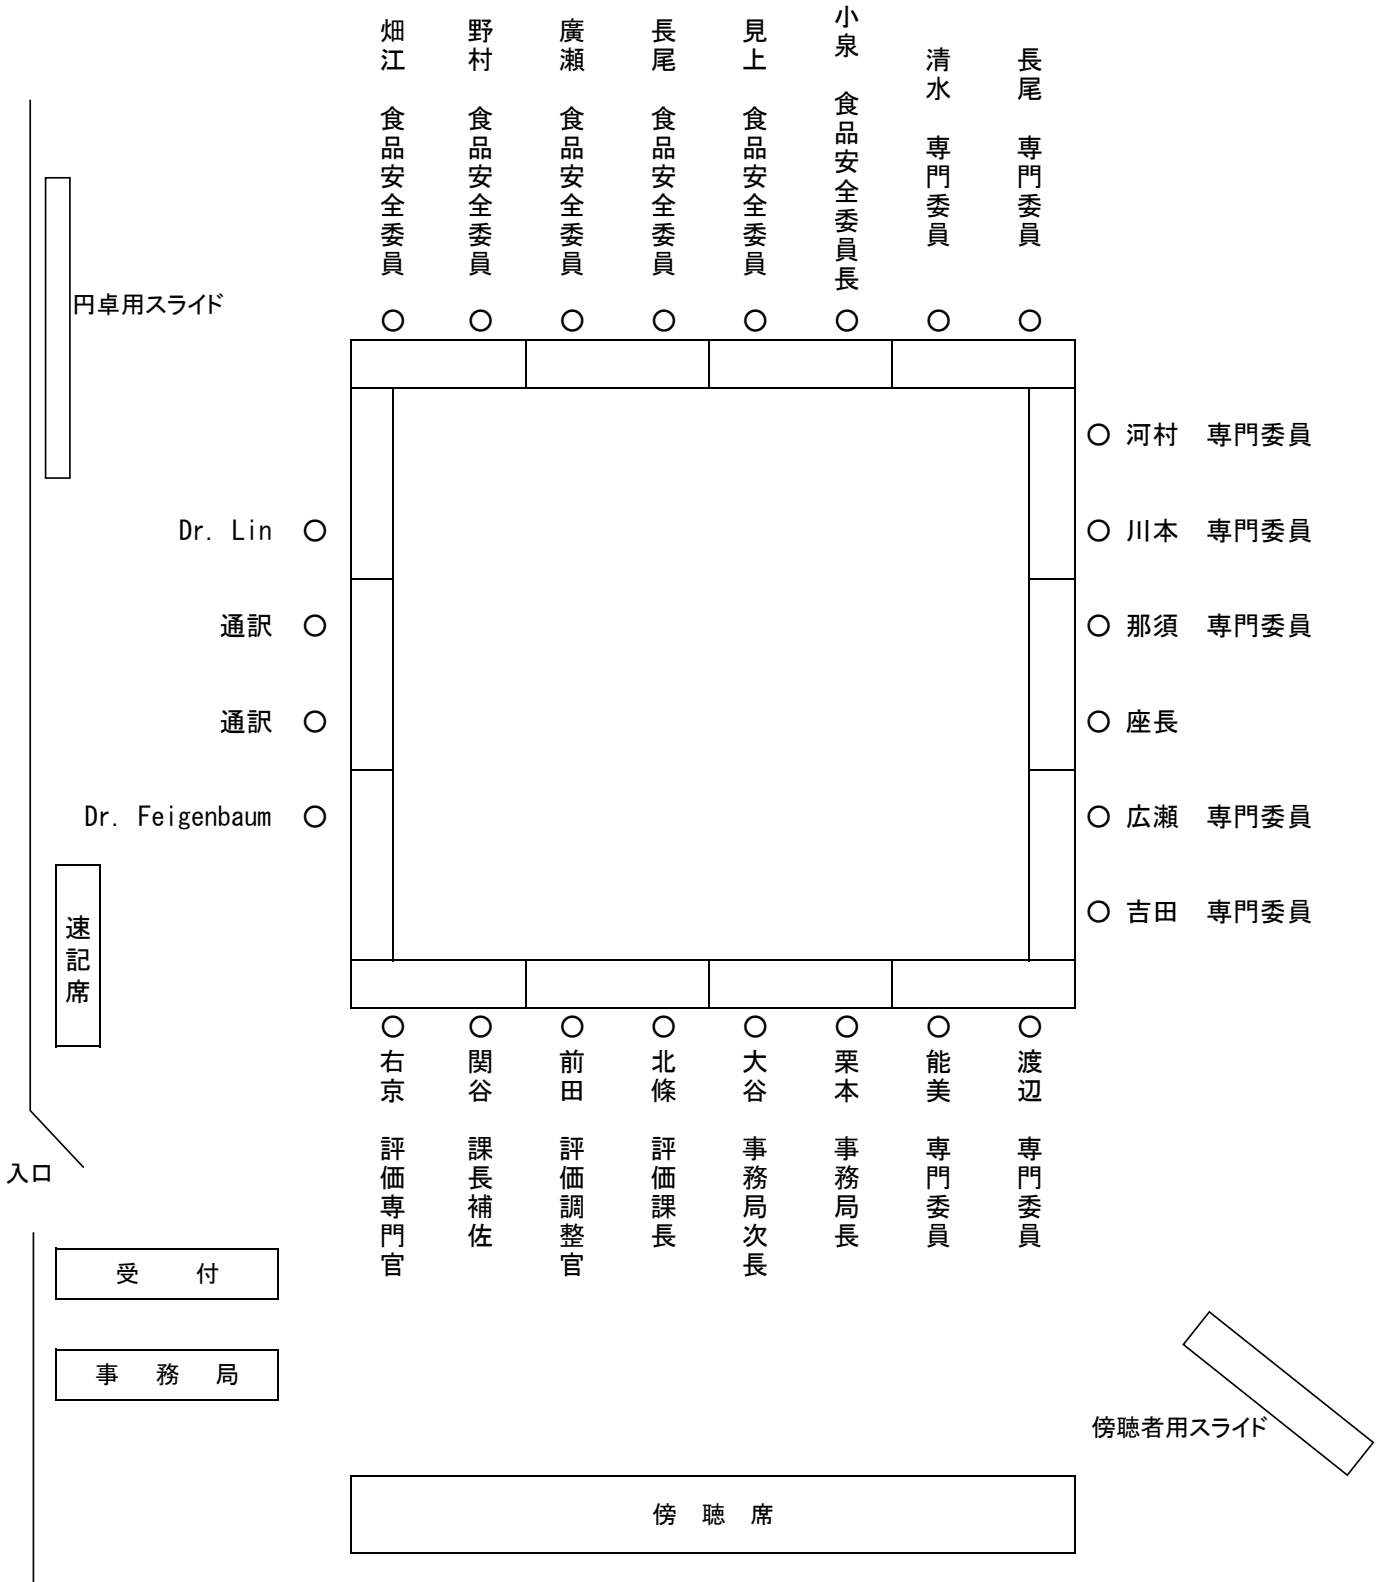 畑江　食品安全委員
野村　食品安全委員
廣瀬　食品安全委員
長尾　食品安全委員
見上　食品安全委員
小泉　食品安全委員長
清水　専門委員
長尾　専門委員
円卓用スライド
河村　専門委員
Dr. Lin
川本　専門委員
通訳
那須　専門委員
通訳
座長
Dr. Feigenbaum
広瀬　専門委員
吉田　専門委員
速記席
右京　評価専門官
関谷　課長補佐
前田　評価調整官
北條　評価課長
大谷　事務局次長
栗本　事務局長
能美　専門委員
渡辺　専門委員
入口
受　付
事　務　局
傍聴者用スライド
傍　聴　席